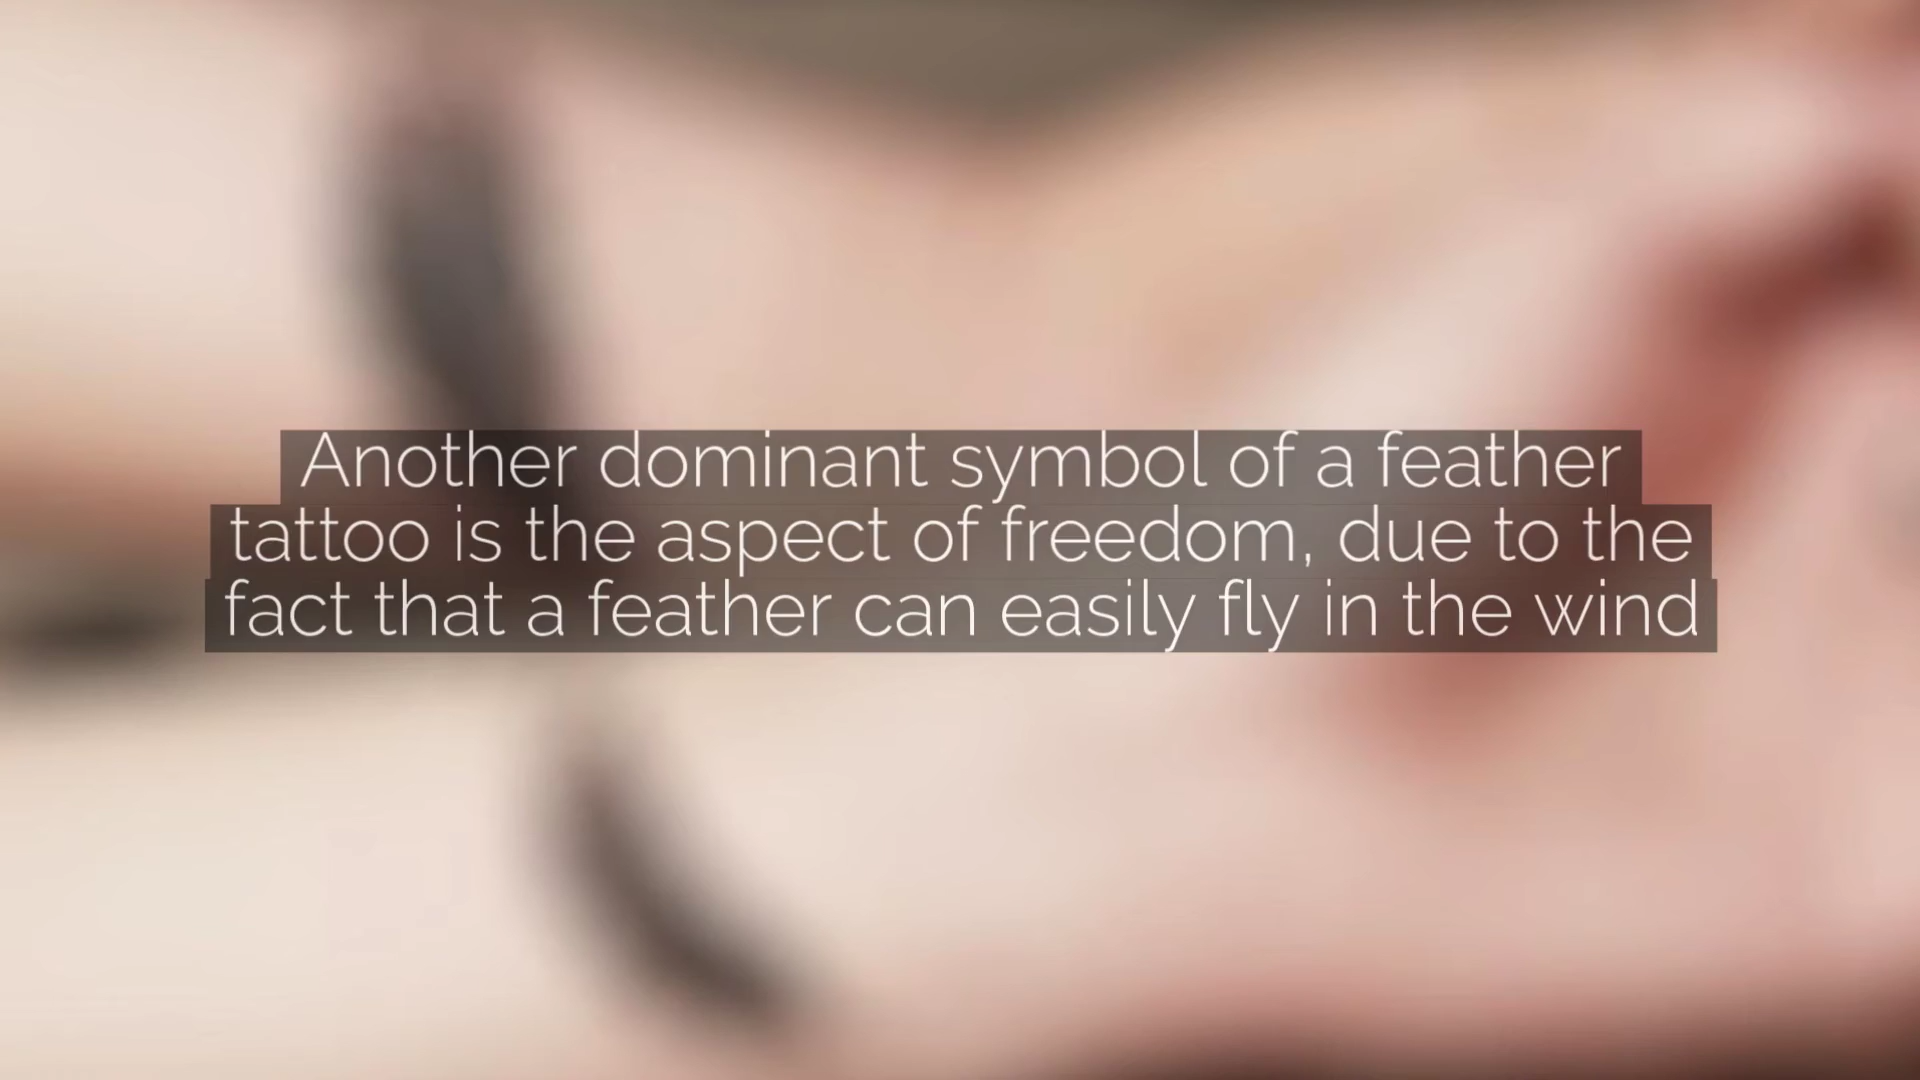 Another dominant symbol of a feather
tattoo is the aspect of freedom, due to the
fact that a feather can easily fly in the wind